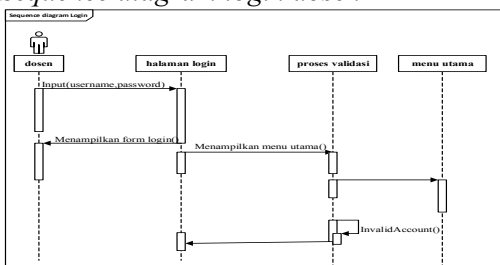 Sequence diagram Login
dosen
halaman login
proses validasi
menu utama
Input(username,password)
Menampilkan form login()
Menampilkan menu utama()
InvalidAccount()